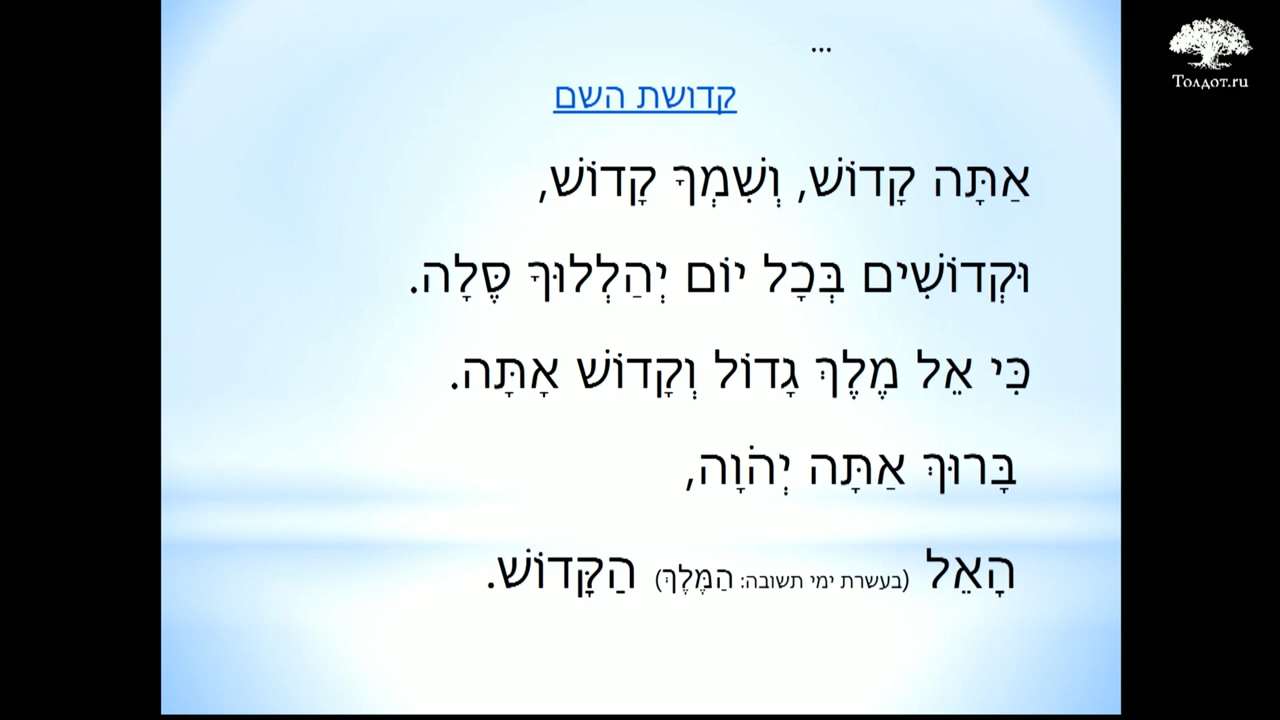 ...
Толдот.ru
קדושת השם
אַתָּה קָדוֹשׁ, וְשִׁמְךָ קָדוֹשׁ,
וּקְדוֹשִׁים בְּכָל יוֹם יְהַלְלוּךָ סֶּלָה.
כִּי אֵל מֶלֶךְ גָּדוֹל וְקָדוֹשׁ אָתָּה.
בָּרוּךְ אַתָּה יְהֹוָה,
הָאֵל (בעשרת ימי תשובה: הַמֶּלֶךְ) הַקָּדוֹשׁ.